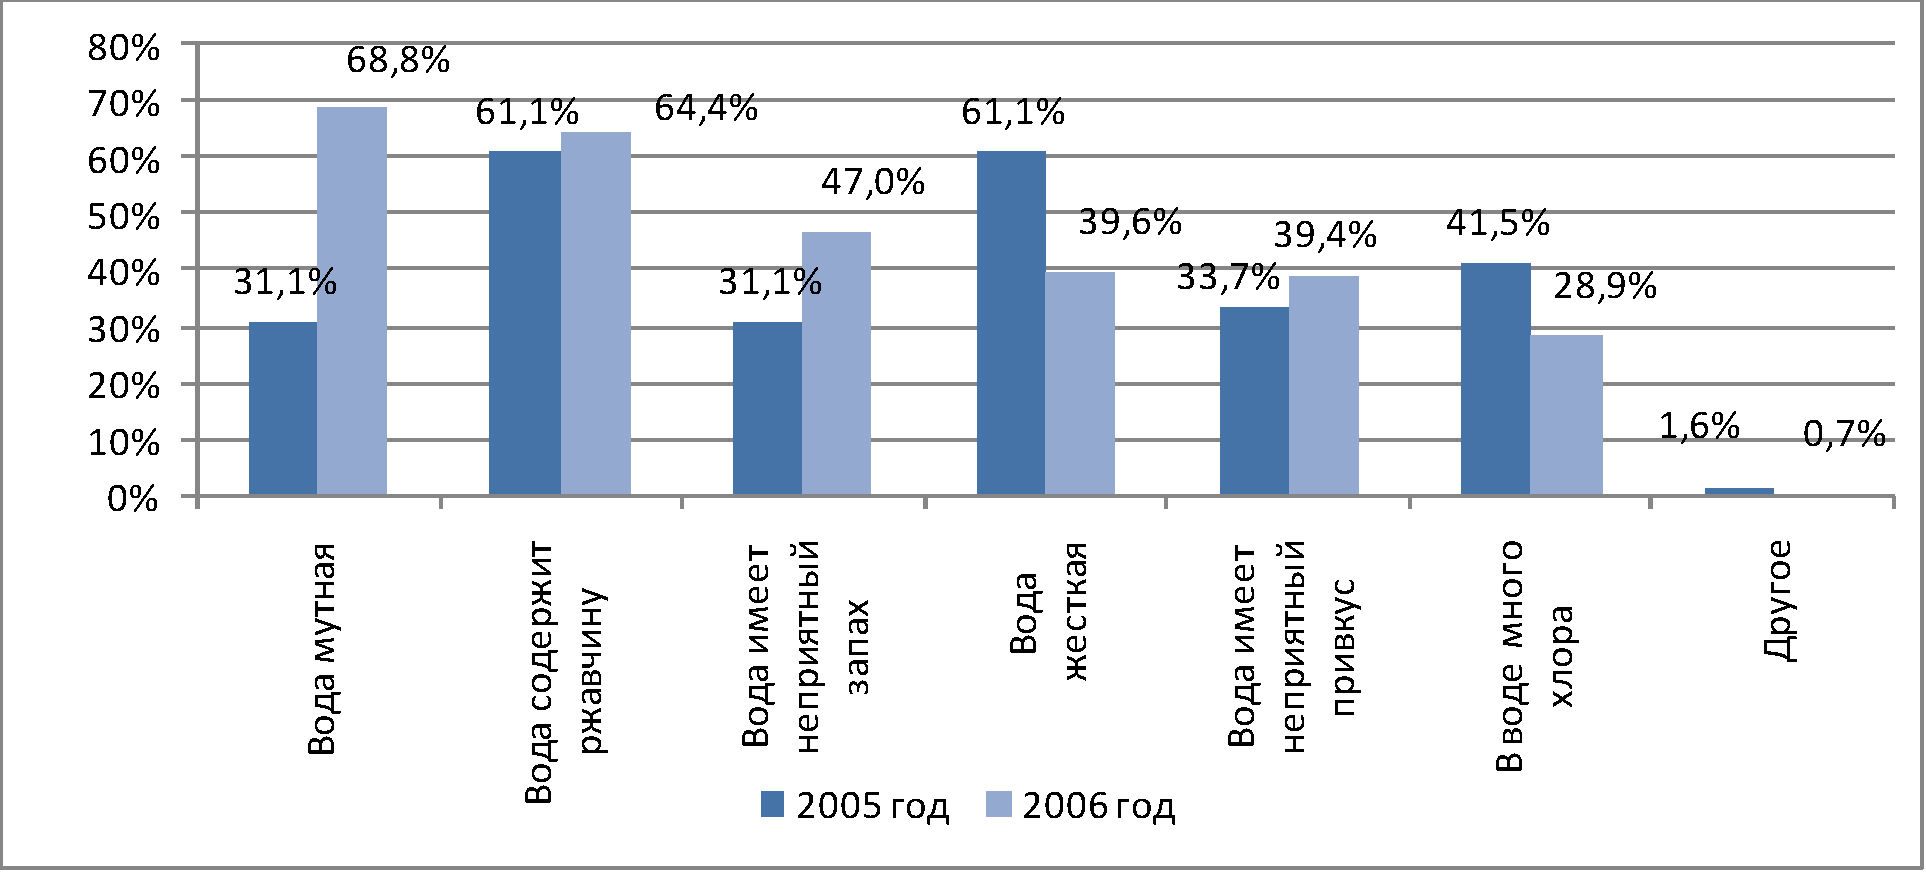 80%
70%
60%
50%
40%
30%
20%
10%
0%
31,1%
68,8%
61,1%
64,4%
31,1%
47,0%
61,1%
39,6%
33,7%
39,4%
41,5%
28,9%
1,6%
0,7%
Вода мутная
Вода содержит
ржавчину
Вода имеет
неприятный
запах
Вода
жесткая
Вода имеет
неприятный
привкус
В воде много
хлора
Другое
2005 год
2006 год